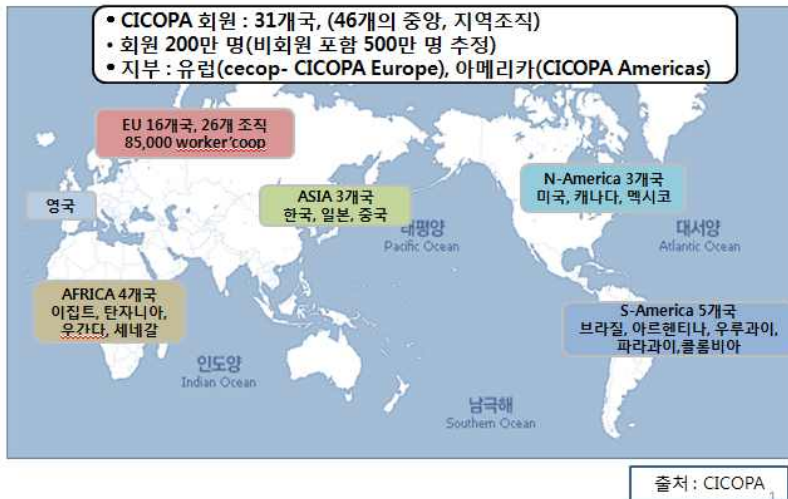 • CICOPA 회원 : 31개국, (46개의 중앙, 지역조직)
• 회원 200만 명(비회원 포함 500만 명 추정)
• 지부 : 유럽(cecop- CICOPA Europe), 아메리카(CICOPA Americas)
EU 16개국, 26개 조직
85,000 worker'coop
영국
ASIA 3개국
한국, 일본, 중국
N-America 3개국
미국, 캐나다, 멕시코
태평양
Pacific Ocean
대서양
Atlantic Ocean
AFRICA 4개국
이집트, 탄자니아,
우간다, 세네갈
S-America 5개국
브라질, 아르헨티나, 우루과이,
파라과이,콜롬비아
인도양
Indian Ocean
남극해
Southern Ocean
출처 : CICOPA
1